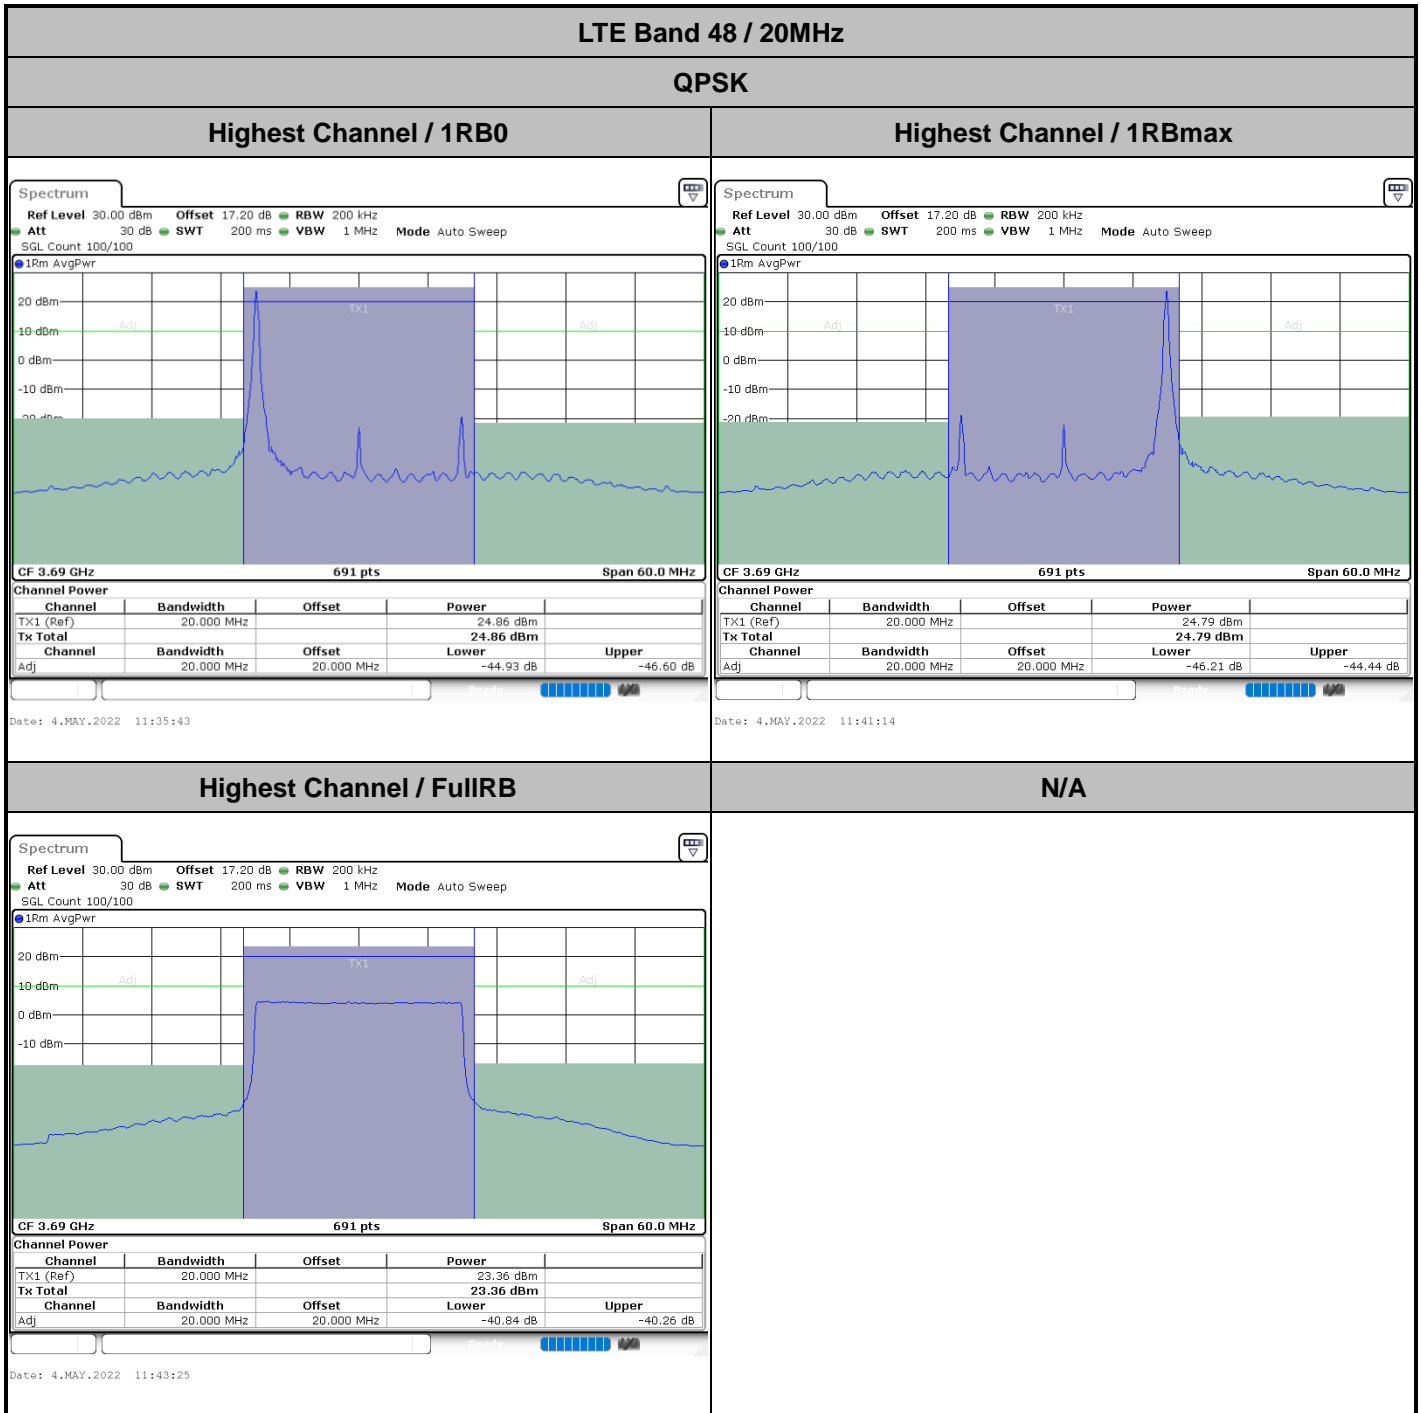 LTE Band 48 / 20MHz
QPSK
Highest Channel / 1RB0
Highest Channel / 1RBmax
Spectrum
Ref Level 30.00 dBm Offset 17.20 dB RBW 200 kHz
Att 30 dB SWT 200 ms VBW 1 MHz Mode Auto Sweep
SGL Count 100/100
1Rm AvgPwr
TX1
Adj
Adj
20 dBm
10 dBm
0 dBm
-10 dBm
-20 dBm
CF 3.69 GHz 691 pts Span 60.0 MHz
Channel Power
Channel Bandwidth Offset Power
TX1 (Ref) 20.000 MHz 24.86 dBm
Tx Total 24.86 dBm
Channel Bandwidth Offset Lower Upper
Adj 20.000 MHz 20.000 MHz -44.93 dB -46.60 dB
Ready
Date: 4.MAY.2022 11:35:43
Spectrum
Ref Level 30.00 dBm Offset 17.20 dB RBW 200 kHz
Att 30 dB SWT 200 ms VBW 1 MHz Mode Auto Sweep
SGL Count 100/100
1Rm AvgPwr
TX1
Adj
Adj
20 dBm
10 dBm
0 dBm
-10 dBm
-20 dBm
CF 3.69 GHz 691 pts Span 60.0 MHz
Channel Power
Channel Bandwidth Offset Power
TX1 (Ref) 20.000 MHz 24.79 dBm
Tx Total 24.79 dBm
Channel Bandwidth Offset Lower Upper
Adj 20.000 MHz 20.000 MHz -46.21 dB -44.44 dB
Ready
Date: 4.MAY.2022 11:41:14
Highest Channel / FullRB
N/A
Spectrum
Ref Level 30.00 dBm Offset 17.20 dB RBW 200 kHz
Att 30 dB SWT 200 ms VBW 1 MHz Mode Auto Sweep
SGL Count 100/100
1Rm AvgPwr
TX1
Adj
Adj
20 dBm
10 dBm
0 dBm
-10 dBm
CF 3.69 GHz 691 pts Span 60.0 MHz
Channel Power
Channel Bandwidth Offset Power
TX1 (Ref) 20.000 MHz 23.36 dBm
Tx Total 23.36 dBm
Channel Bandwidth Offset Lower Upper
Adj 20.000 MHz 20.000 MHz -40.84 dB -40.26 dB
Ready
Date: 4.MAY.2022 11:43:25